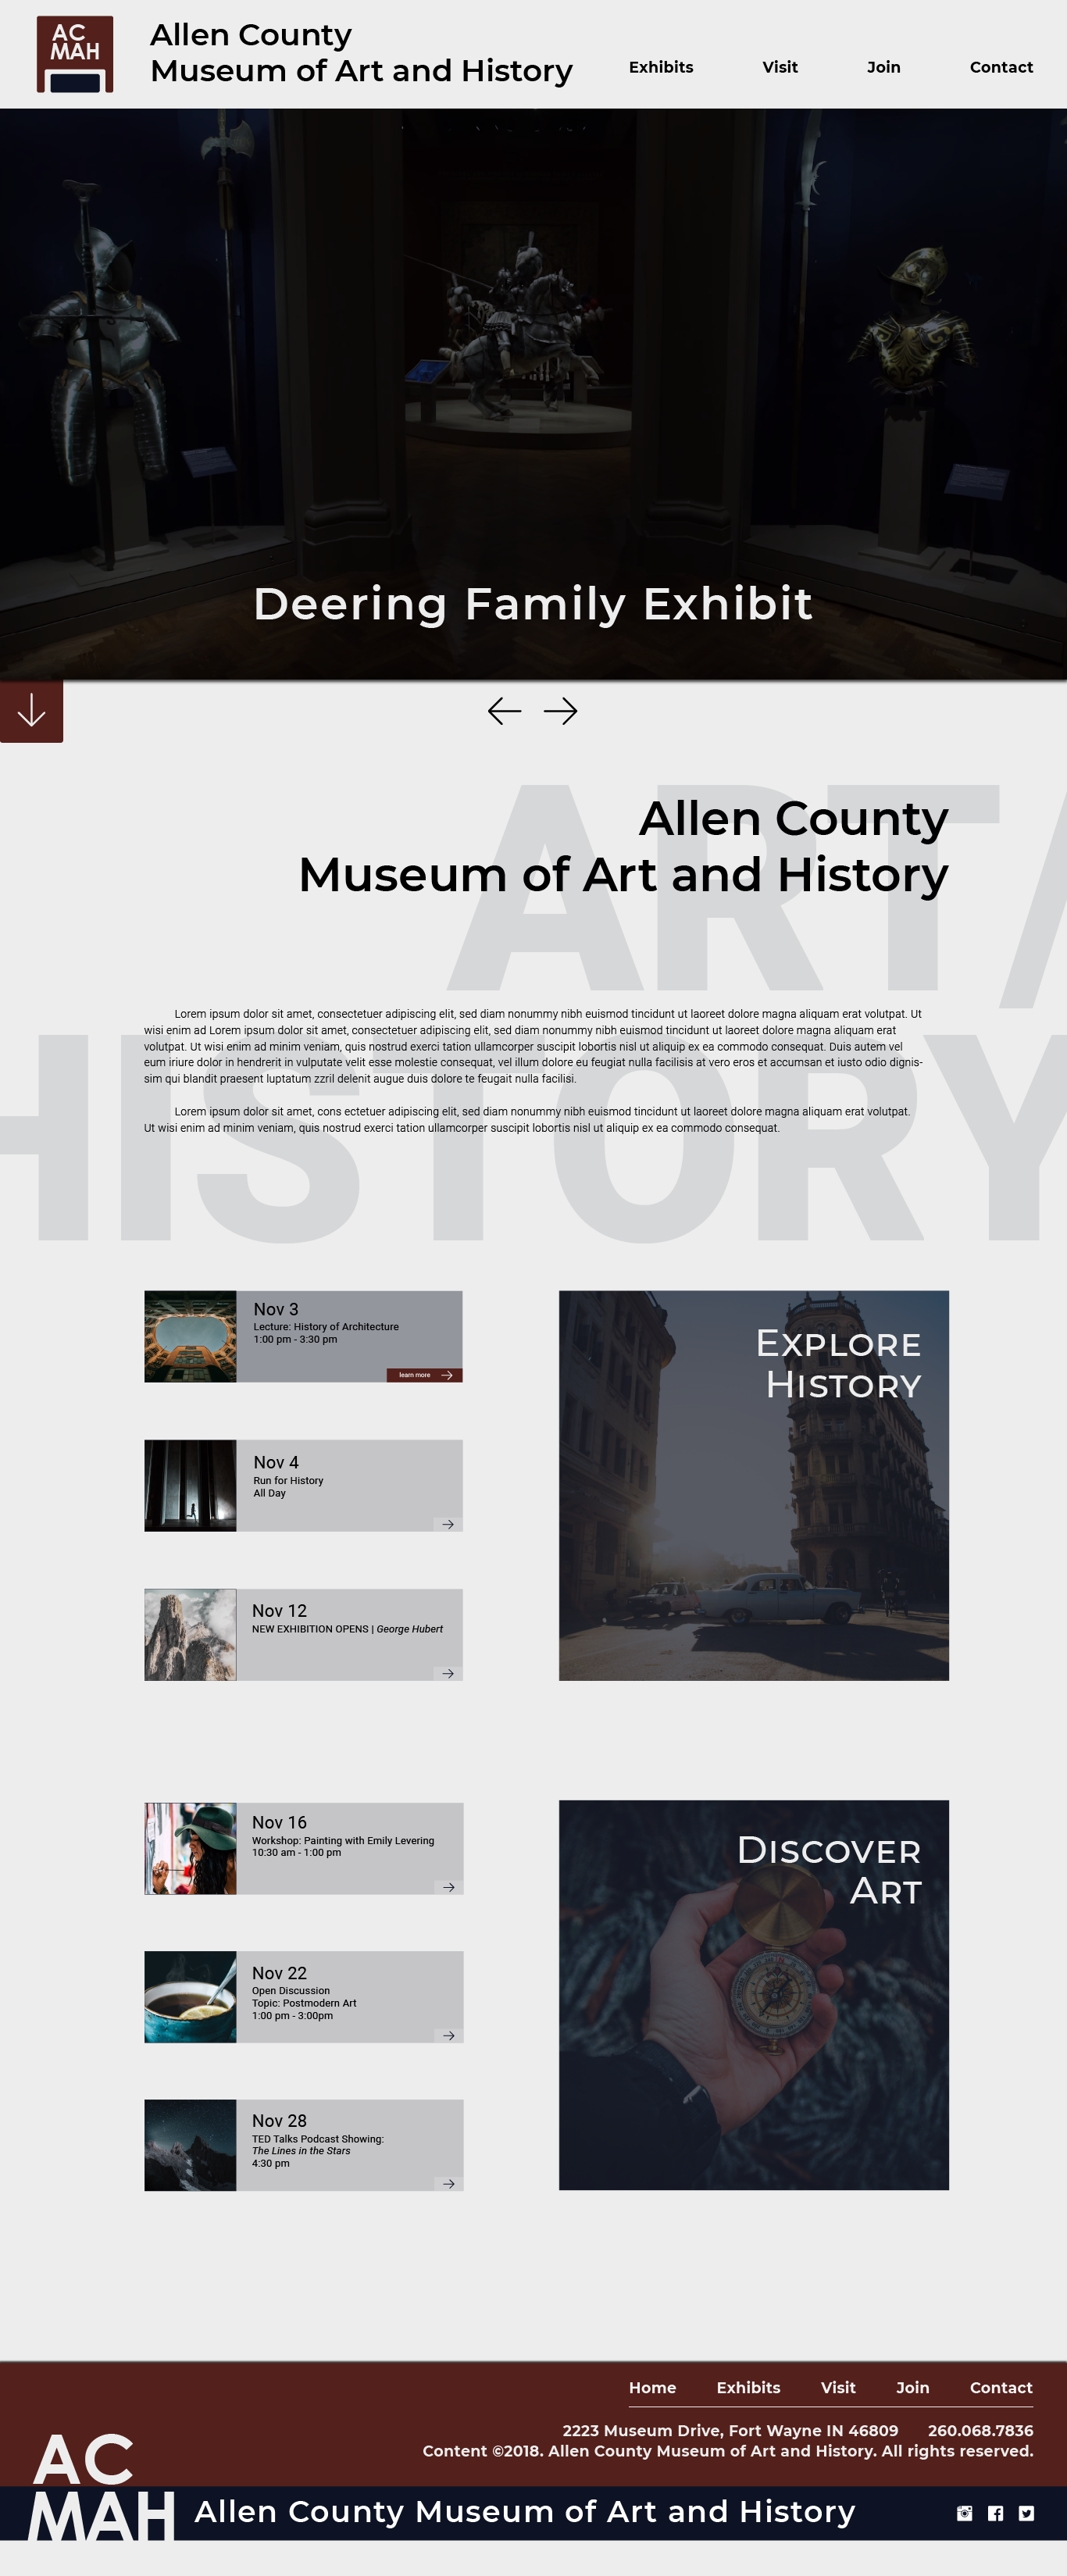 AC
MAH
Allen County
Museum of Art and History
Exhibits Visit Join Contact
Deering Family Exhibit
ART/
HISTORY
Allen County
Museum of Art and History
Lorem ipsum dolor sit amet, consectetuer adipiscing elit, sed diam nonummy nibh euismod tincidunt ut laoreet dolore magna aliquam erat volutpat. Ut
wisi enim ad Lorem ipsum dolor sit amet, consectetuer adipiscing elit, sed diam nonummy nibh euismod tincidunt ut laoreet dolore magna aliquam erat
volutpat. Ut wisi enim ad minim veniam, quis nostrud exerci tation ullamcorper suscipit lobortis nisl ut aliquip ex ea commodo consequat. Duis autem vel
eum iriure dolor in hendrerit in vulputate velit esse molestie consequat, vel illum dolore eu feugiat nulla facilisis at vero eros et accumsan et iusto odio dignis-
sim qui blandit praesent luptatum zzril delenit augue duis dolore te feugait nulla facilisi.
Lorem ipsum dolor sit amet, cons ectetuer adipiscing elit, sed diam nonummy nibh euismod tincidunt ut laoreet dolore magna aliquam erat volutpat.
Ut wisi enim ad minim veniam, quis nostrud exerci tation ullamcorper suscipit lobortis nisl ut aliquip ex ea commodo consequat.
Nov 3
Lecture: History of Architecture
1:00 pm - 3:30 pm
learn more
Nov 4
Run for History
All Day
Nov 12
NEW EXHIBITION OPENS | George Hubert
Explore
History
Nov 16
Workshop: Painting with Emily Levering
10:30 am - 1:00 pm
Nov 22
Open Discussion
Topic: Postmodern Art
1:00 pm - 3:00pm
Nov 28
TED Talks Podcast Showing:
The Lines in the Stars
4:30 pm
Discover
Art
Home Exhibits Visit Join Contact
2223 Museum Drive, Fort Wayne IN 46809 260.068.7836
Content ©2018. Allen County Museum of Art and History. All rights reserved.
AC
MAH
Allen County Museum of Art and History